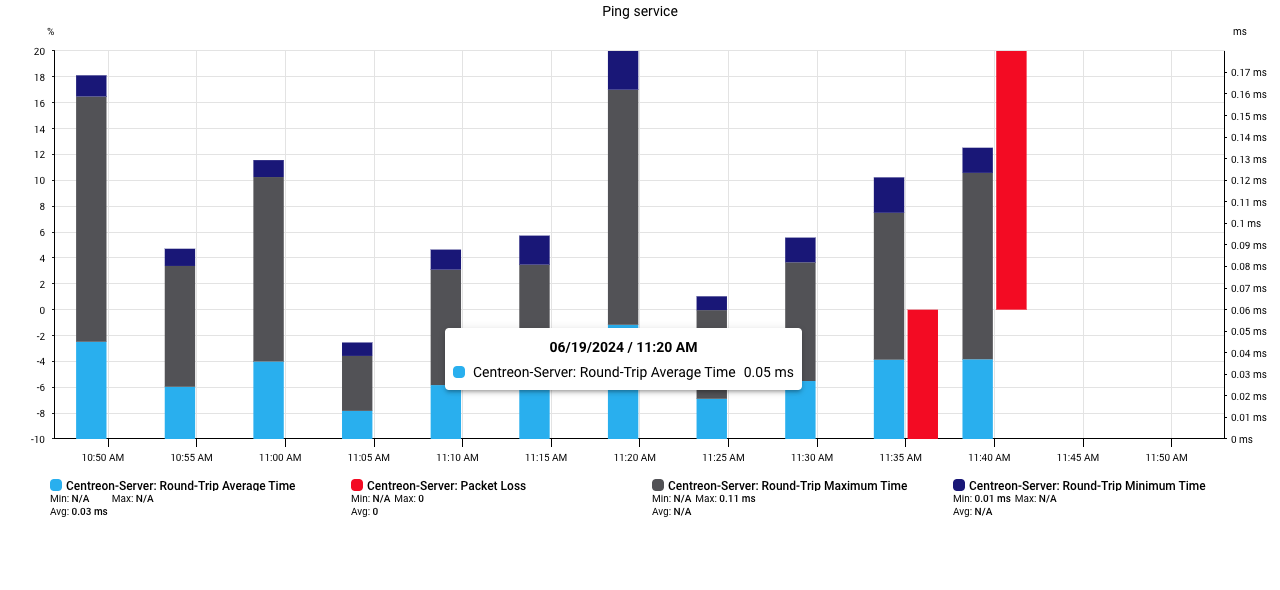 Ping service
% ms
20
18 0.17 ms
16 0.16 ms
0.15 ms
14 0.14 ms
12 0.13 ms
10 0.12 ms
8 0.11 ms
6 0.1 ms
4 0.09 ms
2 0.08 ms
0.07 ms
0 0.06 ms
-2 0.05 ms
06/19/2024 / 11:20 AM
-4 0.04 ms
Centreon-Server: Round-Trip Average Time 0.05 ms
-6 0.03 ms
0.02 ms
-8 0.01 ms
-10 0 ms
10:50 AM 10:55 AM 11:00 AM 11:05 AM 11:10 AM 11:15 AM 11:20 AM 11:25 AM 11:30 AM 11:35 AM 11:40 AM 11:45 AM 11:50 AM
Centreon-Server: Round-Trip Average Time Centreon-Server: Packet Loss Centreon-Server: Round-Trip Maximum Time Centreon-Server: Round-Trip Minimum Time
Min: N/A Max: N/A Min: N/A Max: 0 Min: N/A Max: 0.11 ms Min: 0.01 ms Max: N/A
Avg: 0.03 ms Avg: 0 Avg: N/A Avg: N/A